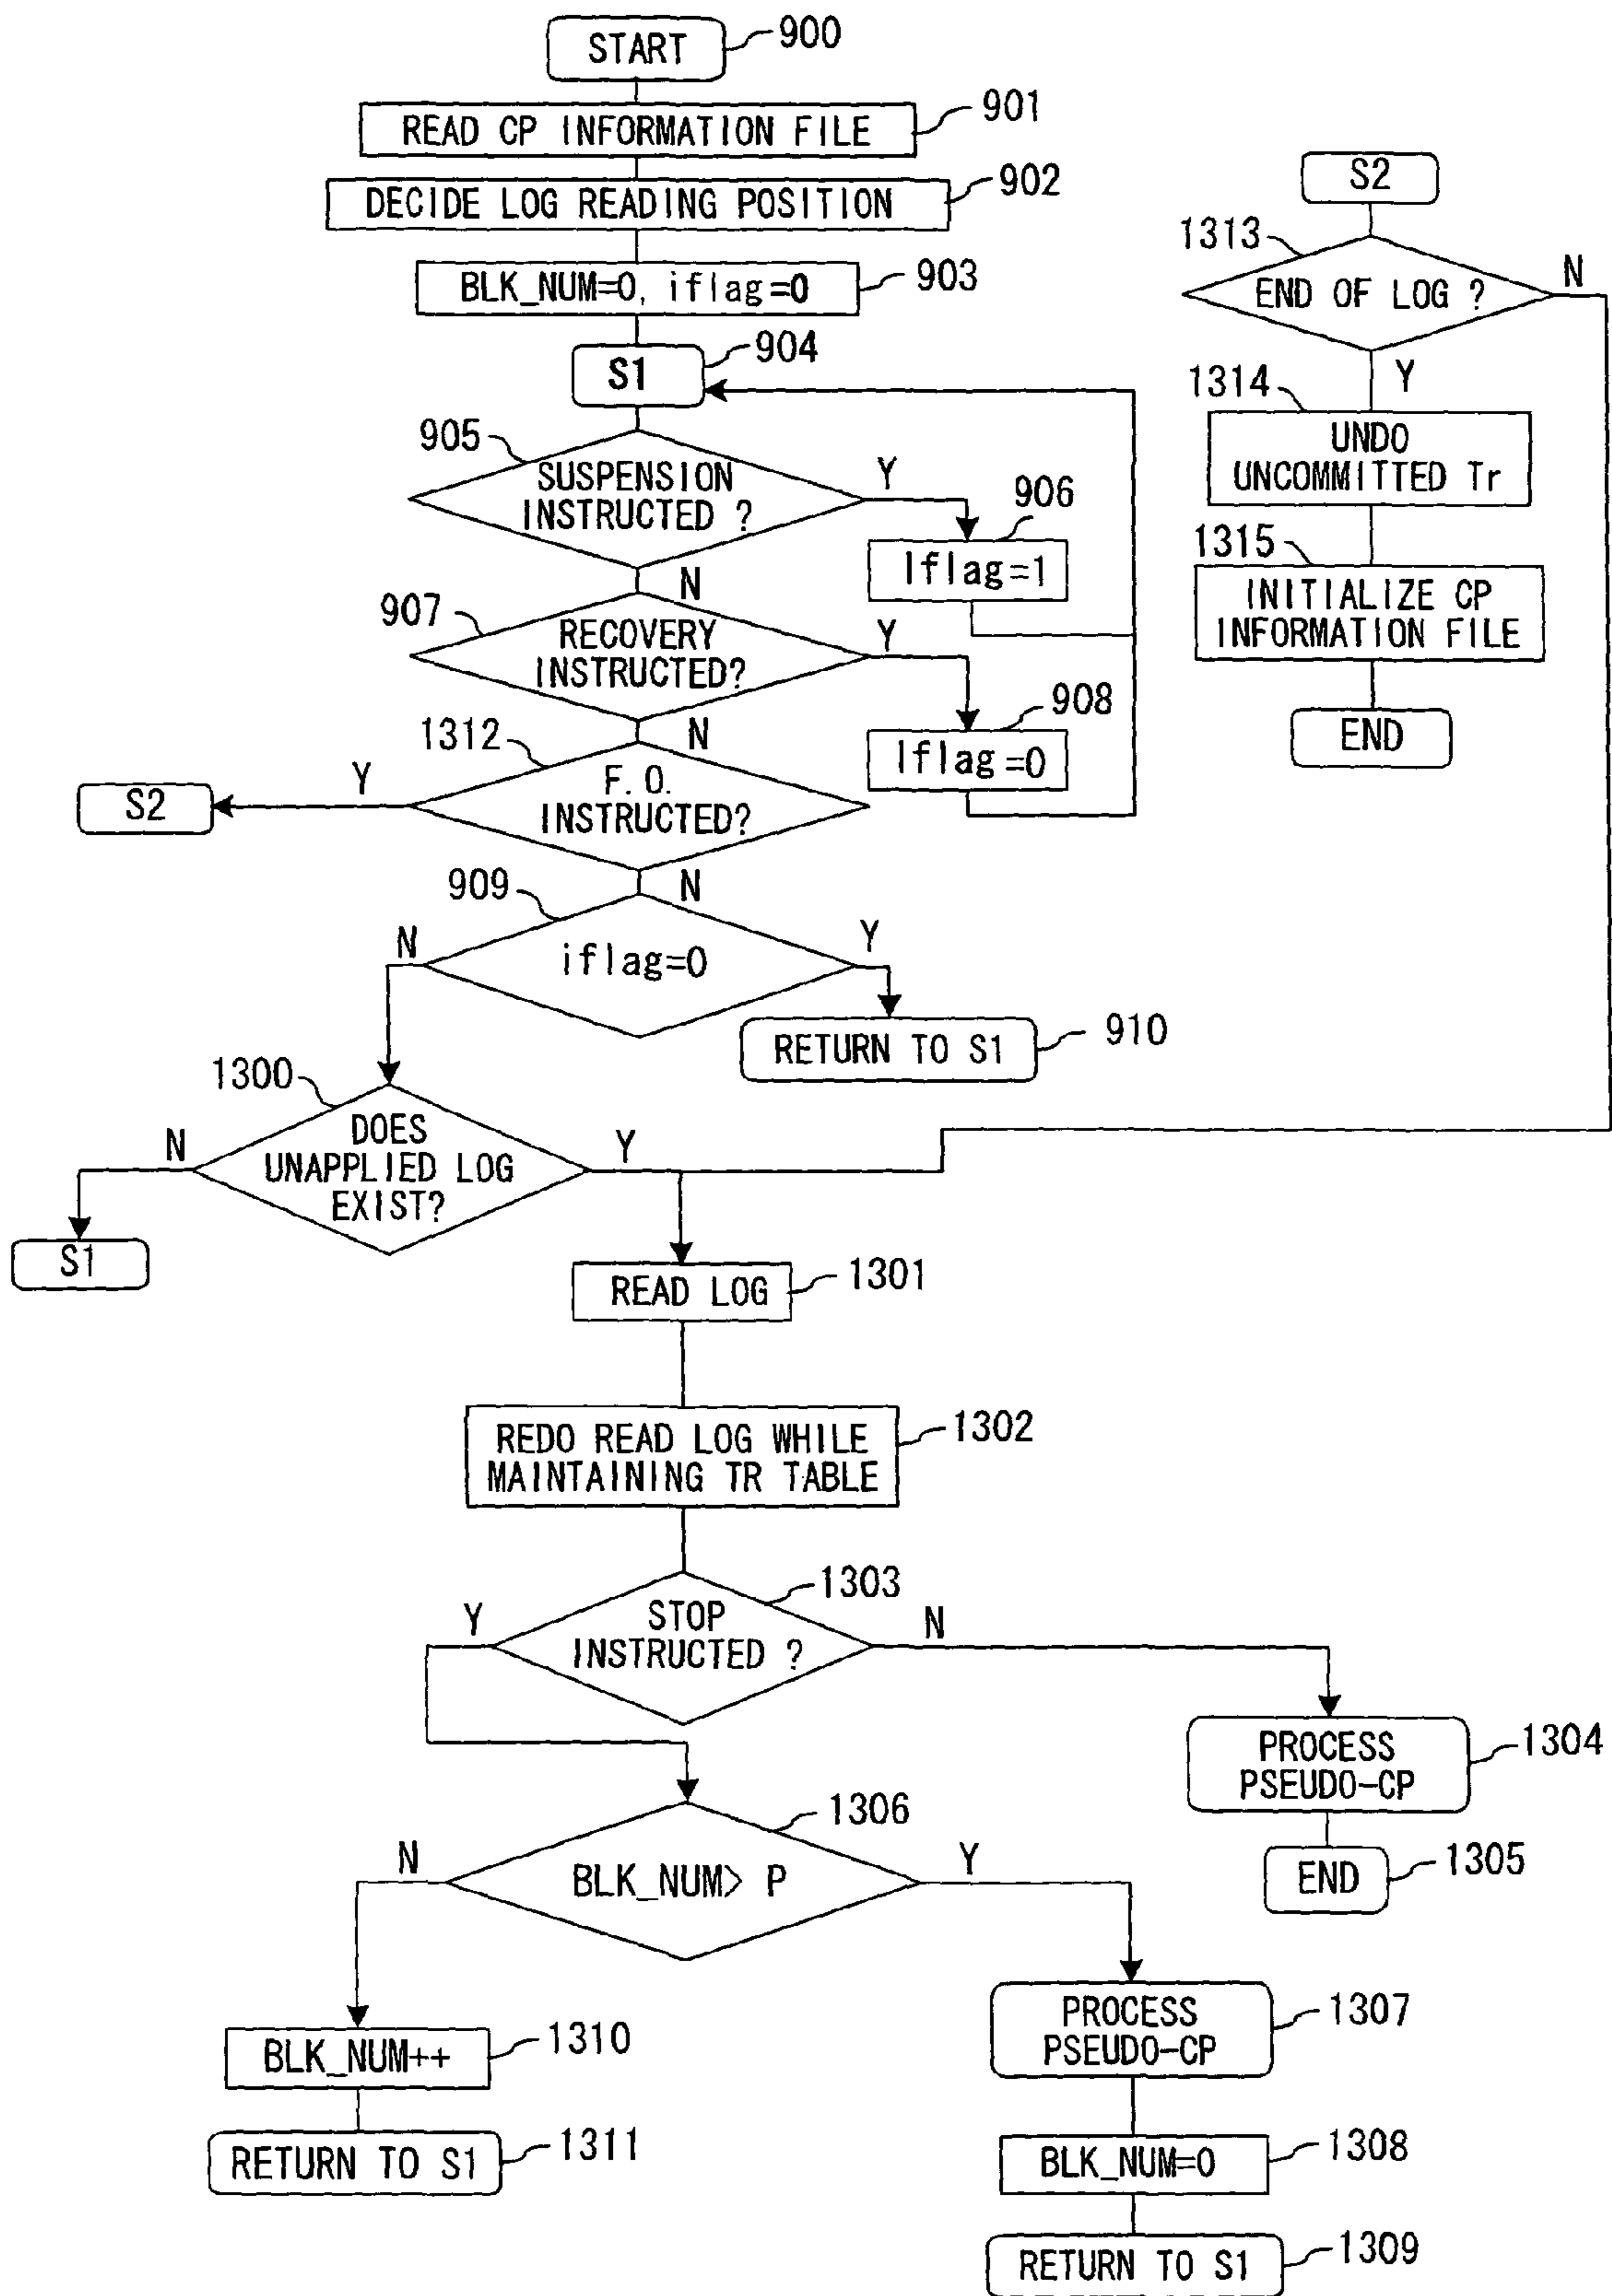 START
900
READ CP INFORMATION FILE
901
DECIDE LOG READING POSITION
902
BLK_NUM=0, iflag=0
903
S1
904
905
SUSPENSION
INSTRUCTED ?
Y
N
906
Iflag=1
907
RECOVERY
INSTRUCTED?
Y
N
908
Iflag=0
1312
F. O.
INSTRUCTED?
Y
N
S2
909
iflag=0
N
Y
RETURN TO S1
910
1300
DOES
UNAPPLIED LOG
EXIST?
N
Y
S1
S2
1313
END OF LOG ?
N
Y
1314
UNDO
UNCOMMITTED Tr
1315
INITIALIZE CP
INFORMATION FILE
END
READ LOG
1301
REDO READ LOG WHILE
MAINTAINING TR TABLE
1302
1303
STOP
INSTRUCTED ?
Y
N
PROCESS
PSEUDO-CP
1304
END
1305
1306
BLK_NUM> P
N
Y
BLK_NUM++
1310
RETURN TO S1
1311
PROCESS
PSEUDO-CP
1307
BLK_NUM=0
1308
RETURN TO S1
1309